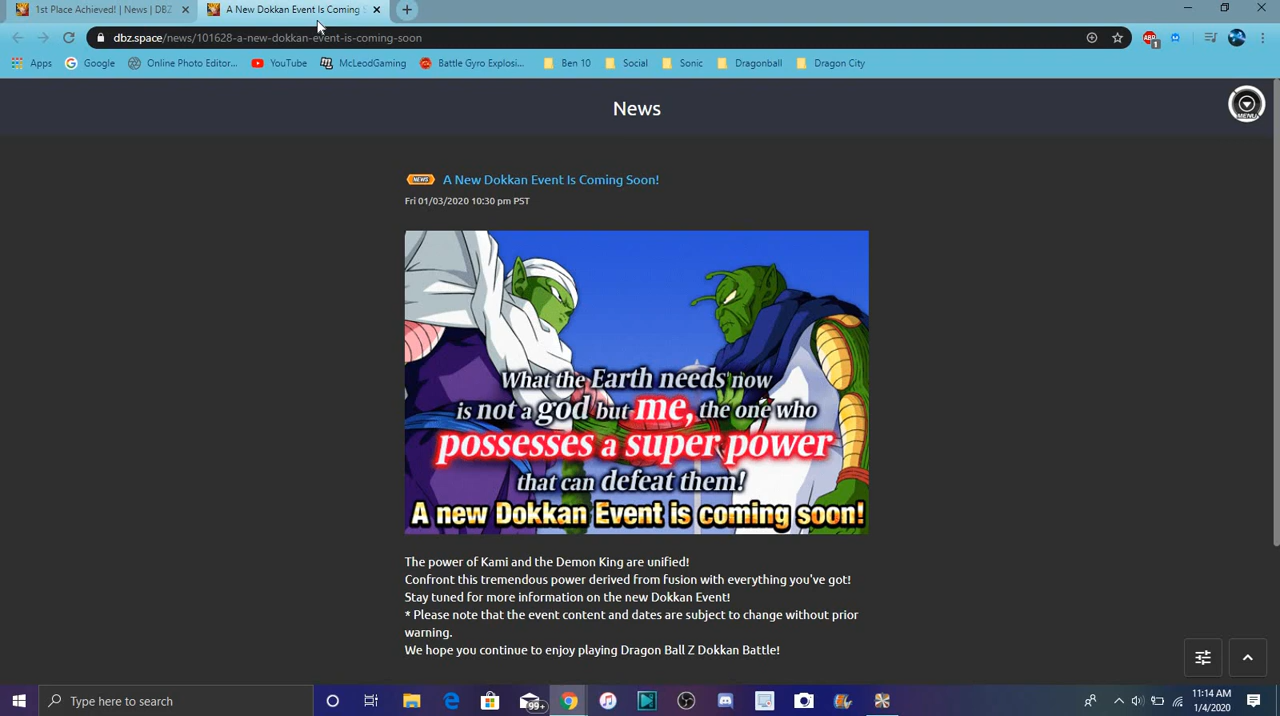 1st Place Achieved! | News | DBZ
A New Dokkan Event Is Coming
dbz.space/news/101628-a-new-dokkan-event-is-coming-soon
Apps
Google
Online Photo Editor...
YouTube
McLeodGaming
Battle Gyro Explosi...
Ben 10
Social
Sonic
Dragonball
Dragon City
ABP
1
News
MENU
NEWS
A New Dokkan Event Is Coming Soon!
Fri 01/03/2020 10:30 pm PST
What the Earth needs now
is not a god but me, the one who
possesses a super power
that can defeat them!
A new Dokkan Event is coming soon!
The power of Kami and the Demon King are unified!
Confront this tremendous power derived from fusion with everything you've got!
Stay tuned for more information on the new Dokkan Event!
* Please note that the event content and dates are subject to change without prior
warning.
We hope you continue to enjoy playing Dragon Ball Z Dokkan Battle!
Type here to search
99+
11:14 AM
1/4/2020